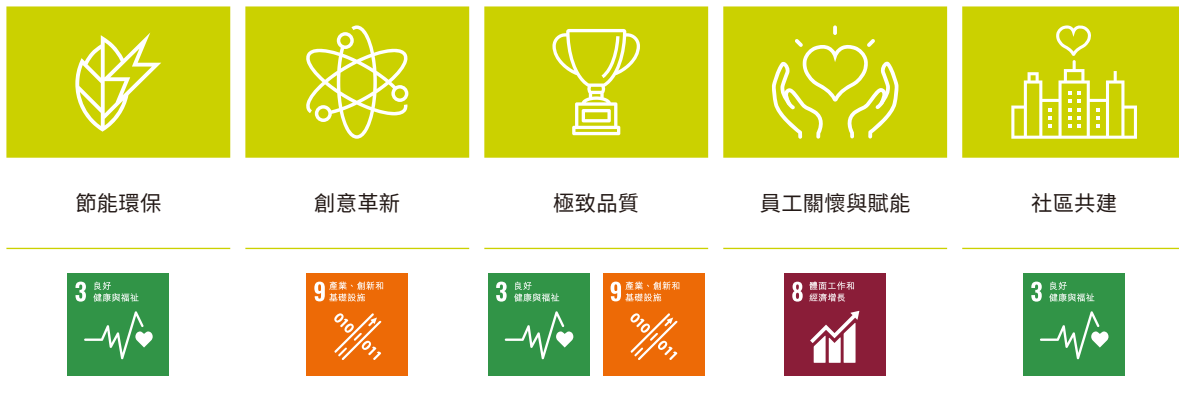 節能環保
創意革新
極致品質
員工關懷與賦能
社區共建
3 良好
健康與福祉
9 產業、創新和
基礎設施
010
011
3 良好
健康與福祉
9 產業、創新和
基礎設施
010
011
8 體面工作和
經濟增長
3 良好
健康與福祉